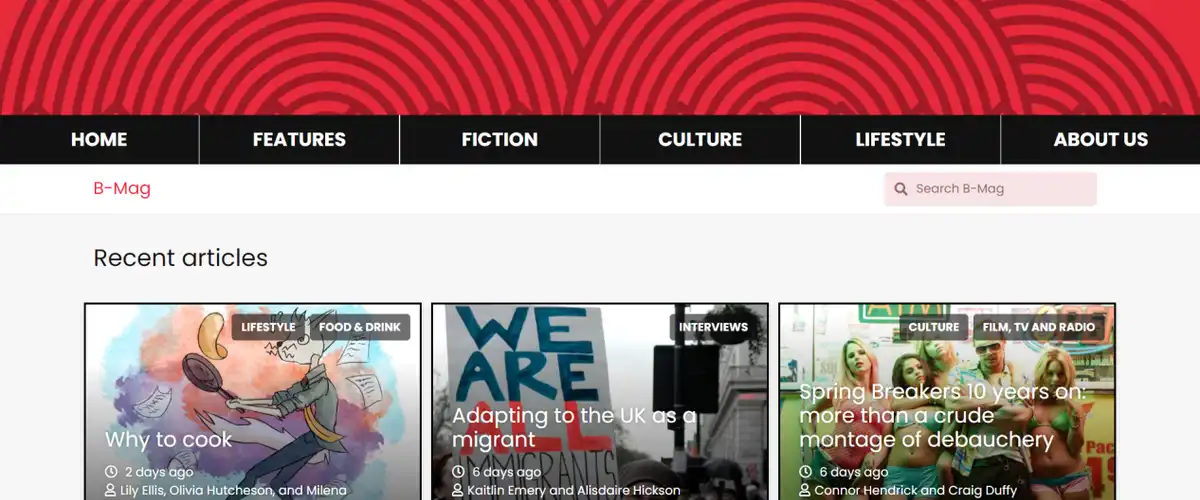 HOME
FEATURES
FICTION
CULTURE
LIFESTYLE
ABOUT US
B-Mag
Search B-Mag
Recent articles
LIFESTYLE
FOOD & DRINK
Why to cook
2 days ago
Lily Ellis, Olivia Hutcheson, and Milena
WE
ARE
ALL
IMMIGRANTS
INTERVIEWS
Adapting to the UK as a
migrant
6 days ago
Kaitlin Emery and Alisdaire Hickson
CULTURE
FILM, TV AND RADIO
Spring Breakers 10 years on:
more than a crude
montage of debauchery
6 days ago
Connor Hendrick and Craig Duffy